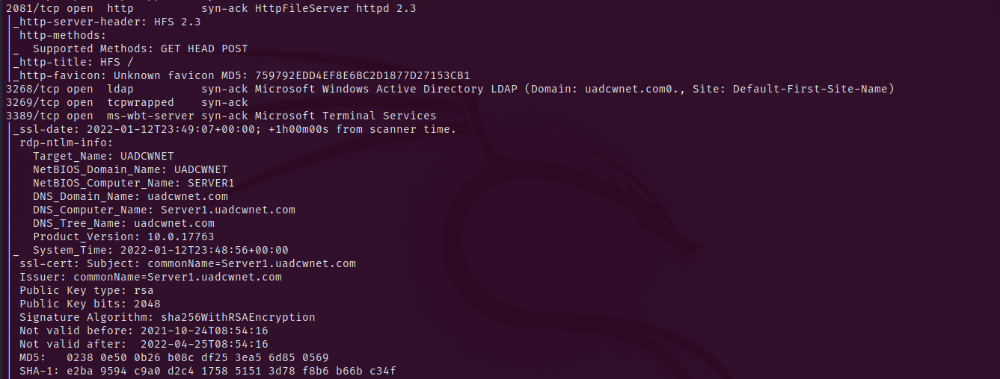 2081/tcp open  http          syn-ack HttpFileServer httpd 2.3
|_http-server-header: HFS 2.3
| http-methods:
|_  Supported Methods: GET HEAD POST
|_http-title: HFS /
|_http-favicon: Unknown favicon MD5: 759792EDD4EF8E6BC2D1877D27153CB1
3268/tcp open  ldap          syn-ack Microsoft Windows Active Directory LDAP (Domain: uadcwnet.com0., Site: Default-First-Site-Name)
3269/tcp open  tcpwrapped    syn-ack
3389/tcp open  ms-wbt-server syn-ack Microsoft Terminal Services
|_ssl-date: 2022-01-12T23:49:07+00:00; +1h00m00s from scanner time.
| rdp-ntlm-info:
|   Target_Name: UADCWNET
|   NetBIOS_Domain_Name: UADCWNET
|   NetBIOS_Computer_Name: SERVER1
|   DNS_Domain_Name: uadcwnet.com
|   DNS_Computer_Name: Server1.uadcwnet.com
|   DNS_Tree_Name: uadcwnet.com
|   Product_Version: 10.0.17763
|_  System_Time: 2022-01-12T23:48:56+00:00
| ssl-cert: Subject: commonName=Server1.uadcwnet.com
| Issuer: commonName=Server1.uadcwnet.com
| Public Key type: rsa
| Public Key bits: 2048
| Signature Algorithm: sha256WithRSAEncryption
| Not valid before: 2021-10-24T08:54:16
| Not valid after:  2022-04-25T08:54:16
| MD5:   0238 0e50 0b26 b08c df25 3ea5 6d85 0569
| SHA-1: e2ba 9594 c9a0 d2c4 1758 5151 3d78 f8b6 b66b c34f